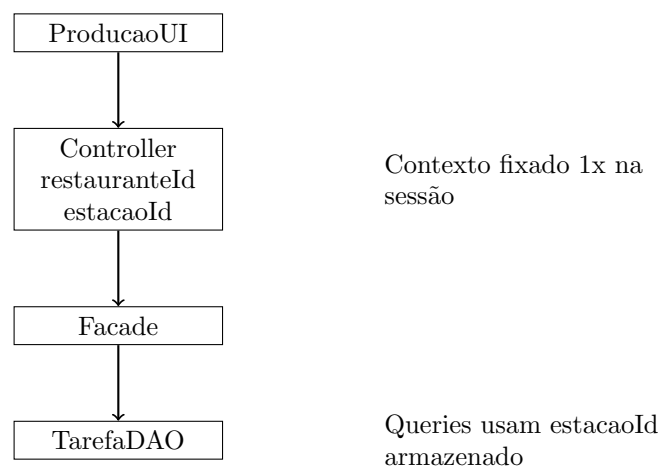 ProducaoUI
Controller
restauranteId
estacaoId
Contexto fixado 1x na
sessão
Facade
TarefaDAO
Queries usam estacaoId
armazenado